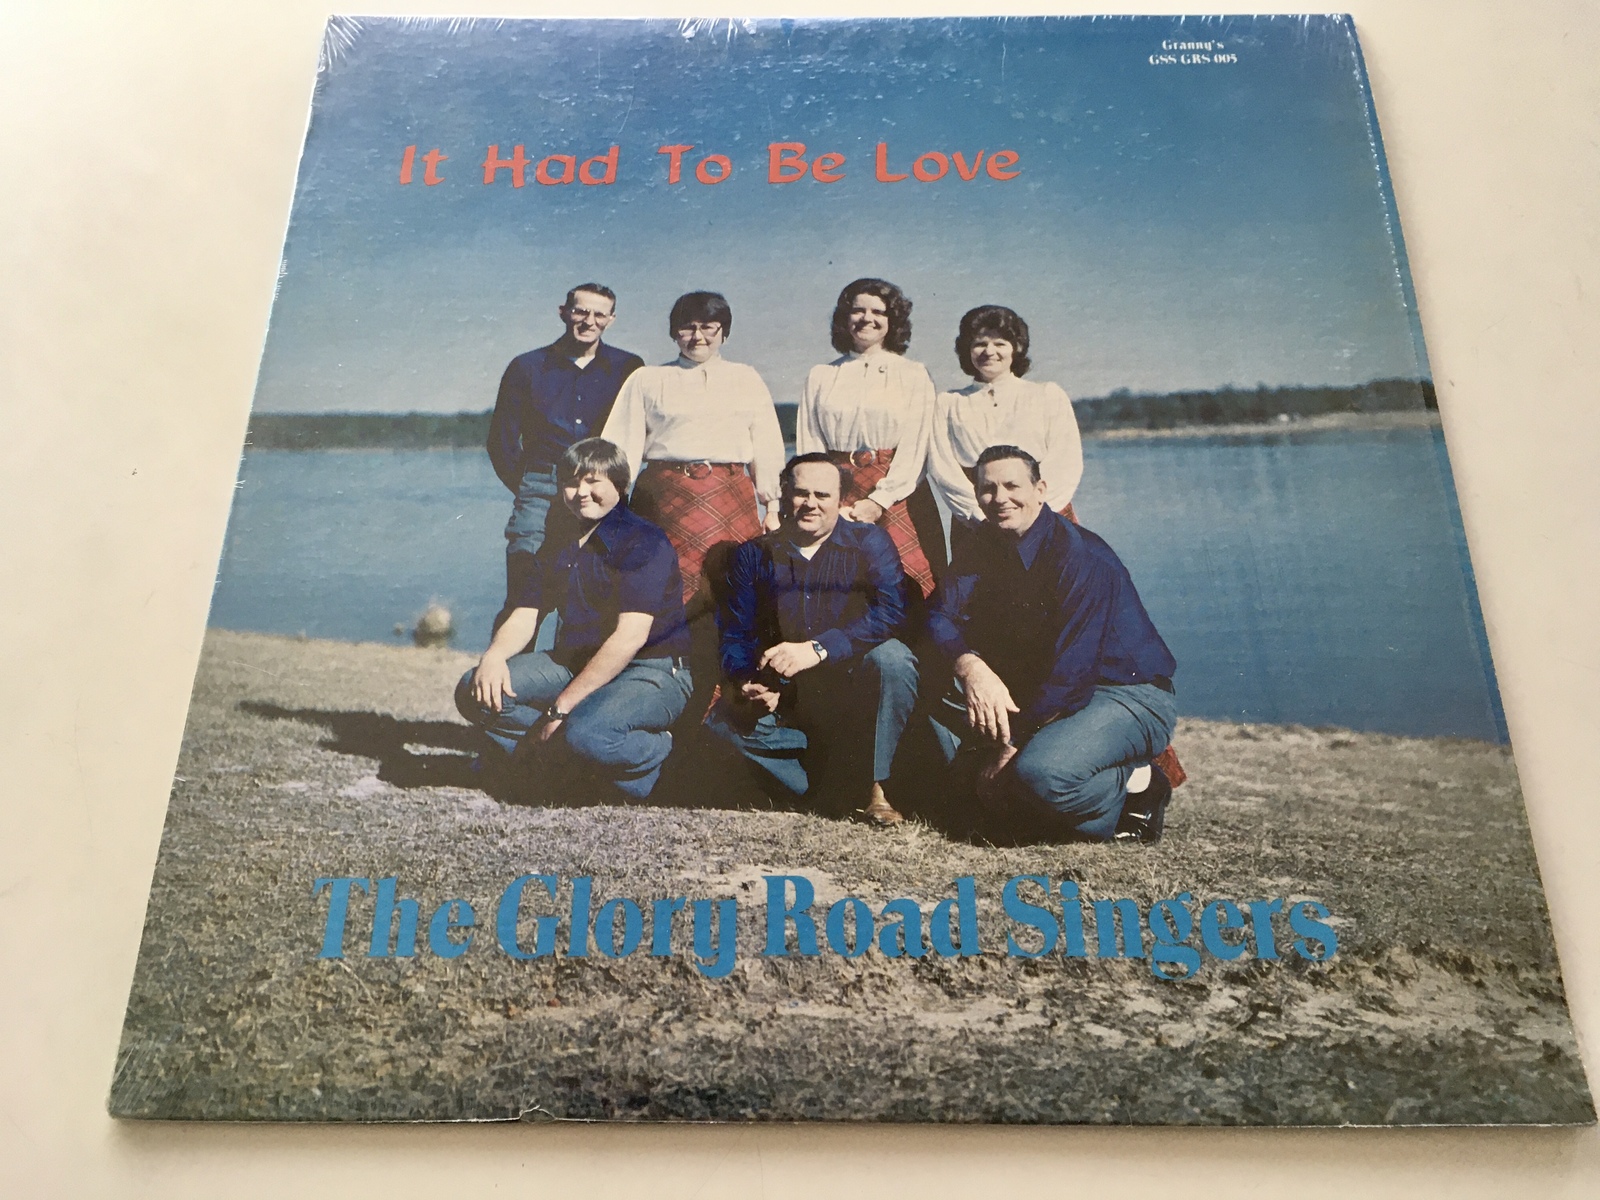 Granny's
GSS GRS 005
It Had To Be Love
The Glory Road Singers